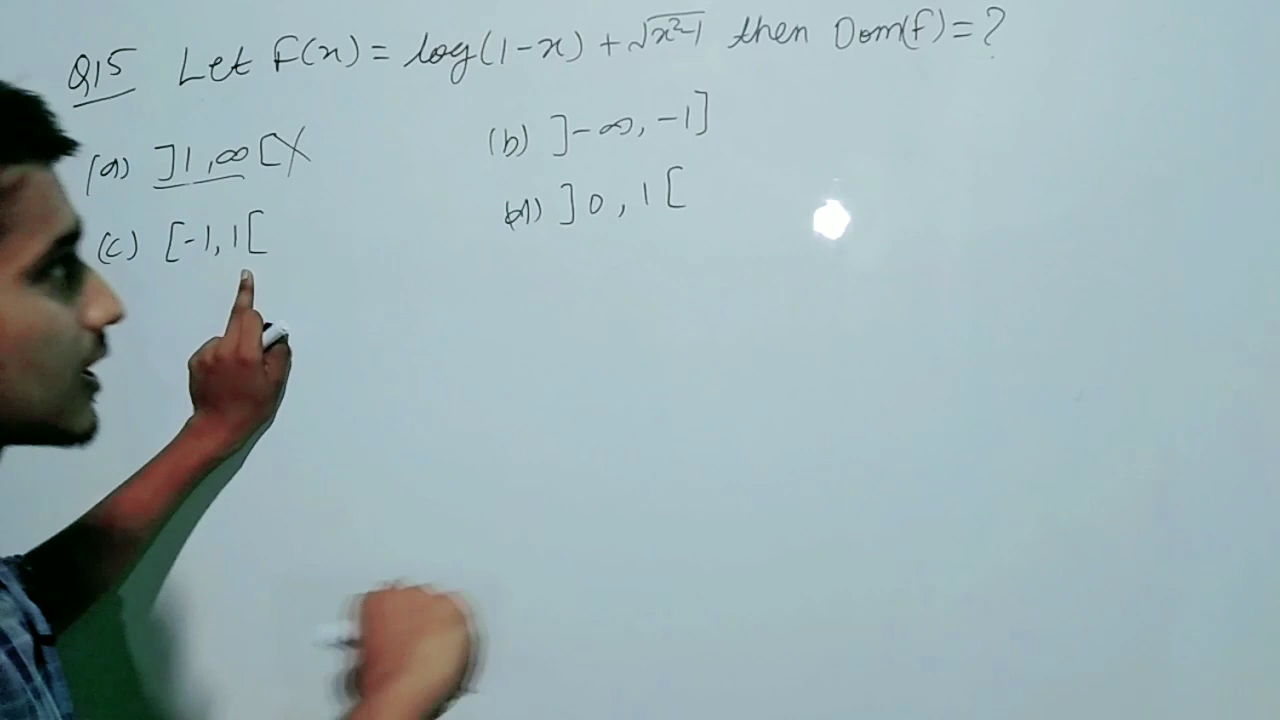 Q15 Let F(x) = log(1-x) + √x²-1 then Dom(f) = ?
(a) ]1, ∞[ X (b) ]-∞, -1]
(c) [-1, 1[ (d) ]0, 1[